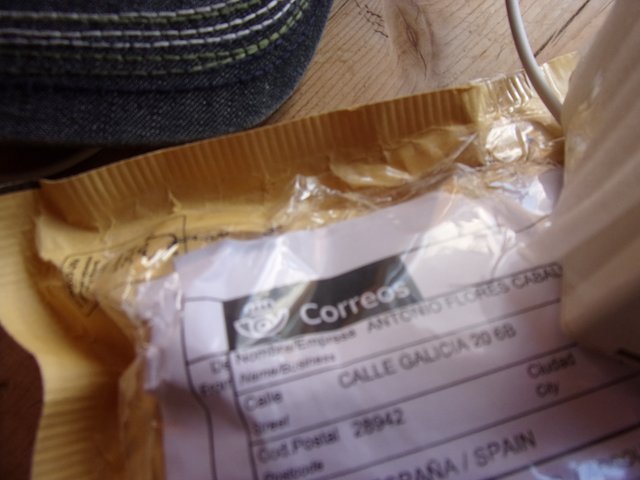 Correos
De Nombre/Empresa ANTONIO FLORES CABAL
From Name/Business
Calle CALLE GALICIA 20 6B
Street
Cod.Postal 28942 Ciudad
Postcode City
ESPAÑA / SPAIN